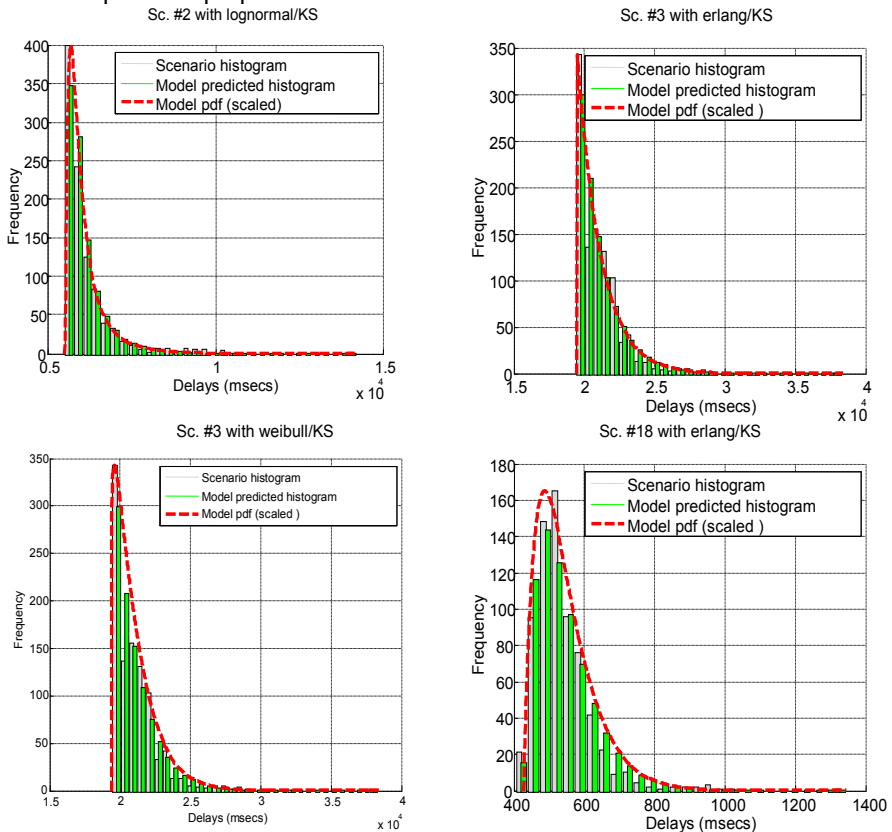 Sc. #2 with lognormal/KS
400
350
300
250
200
150
100
50
0
Frequency
Scenario histogram
Model predicted histogram
Model pdf (scaled )
0.5
1
1.5
Delays (msecs)
x 10^4
Sc. #3 with erlang/KS
350
300
250
200
150
100
50
0
Frequency
Scenario histogram
Model predicted histogram
Model pdf (scaled )
1.5
2
2.5
3
3.5
4
Delays (msecs)
x 10^4
Sc. #3 with weibull/KS
350
300
250
200
150
100
50
0
Frequency
Scenario histogram
Model predicted histogram
Model pdf (scaled )
1.5
2
2.5
3
3.5
4
Delays (msecs)
x 10^4
Sc. #18 with erlang/KS
180
160
140
120
100
80
60
40
20
0
Frequency
Scenario histogram
Model predicted histogram
Model pdf (scaled )
400
600
800
1000
1200
1400
Delays (msecs)